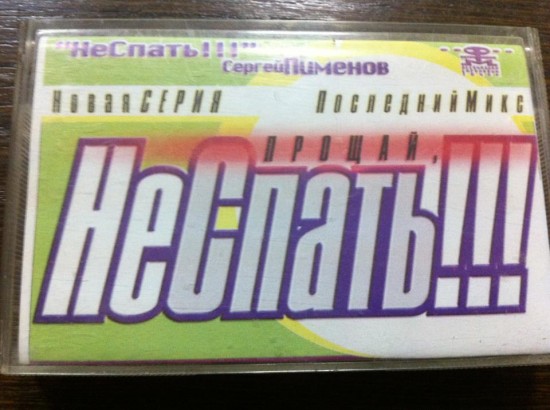 "НеСпать!!!"
СергейПименов
НоваяСЕРИЯ ПоследнийМикс
ПРОЩАЙ,
НеСпать!!!